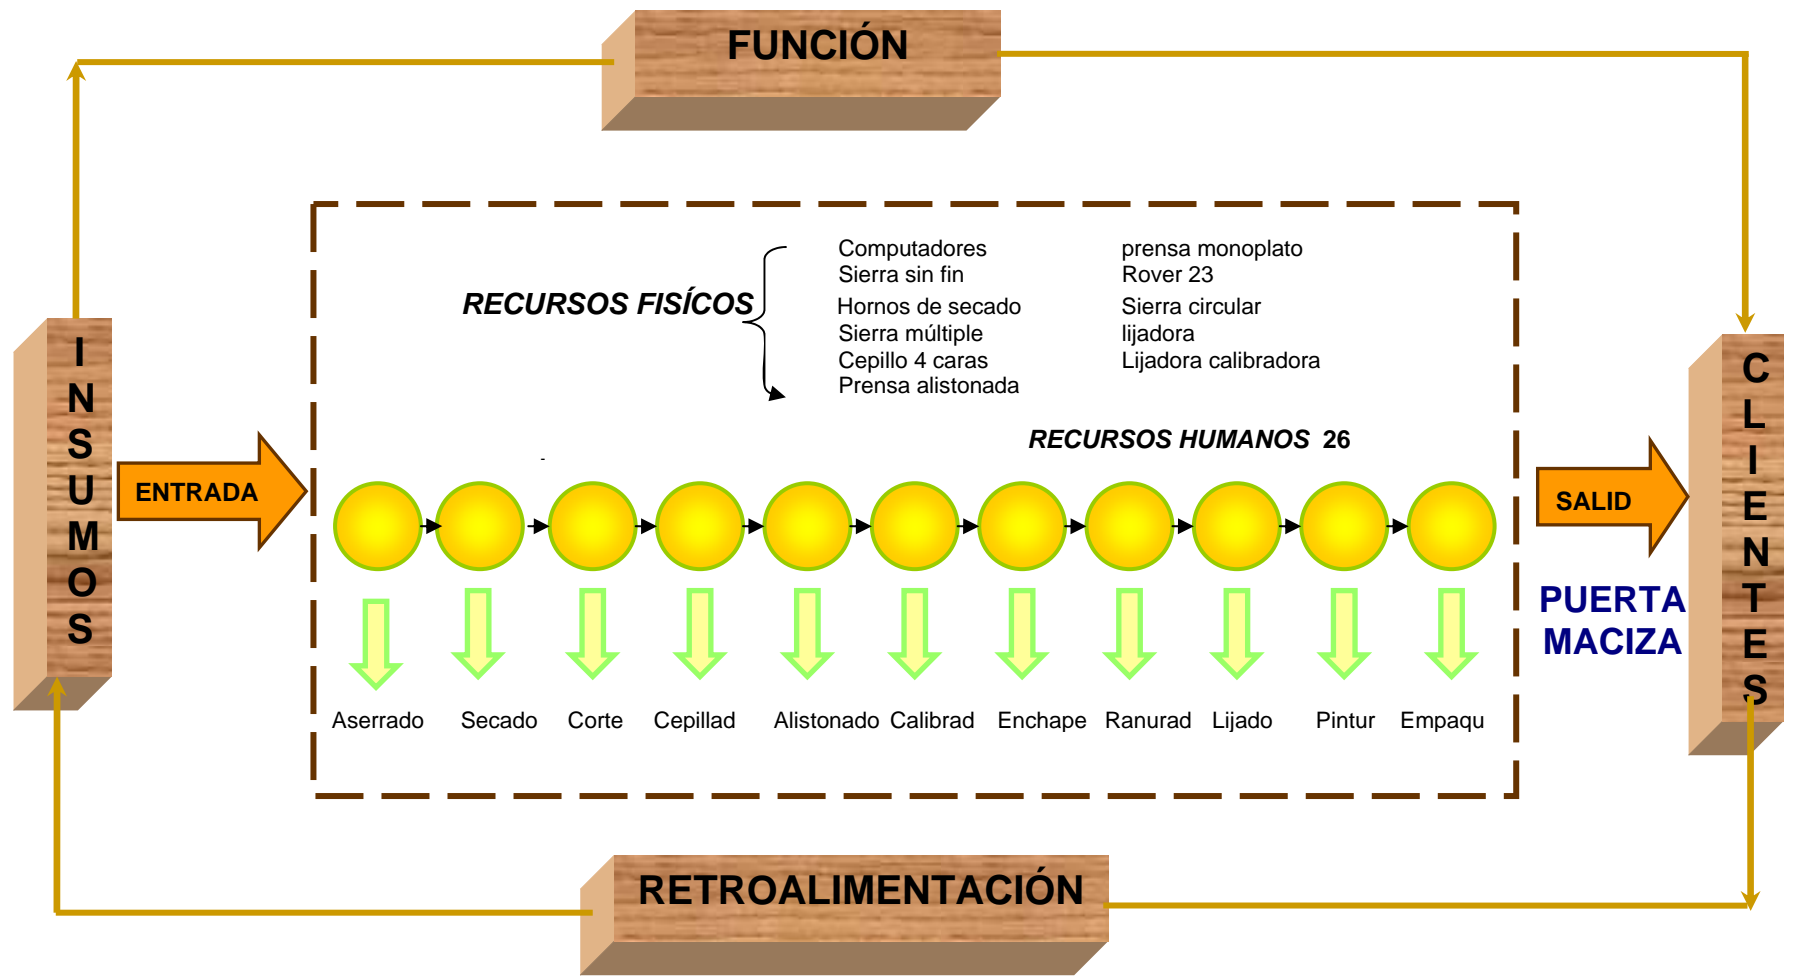 FUNCIÓN
Computadores prensa monoplato
Sierra sin fin Rover 23
RECURSOS FISÍCOS
Hornos de secado Sierra circular
Sierra múltiple lijadora
Cepillo 4 caras Lijadora calibradora
Prensa alistonada
RECURSOS HUMANOS 26
INSUMOS
ENTRADA
SALID
CLIENTES
PUERTA
MACIZA
Aserrado Secado Corte Cepillad Alistonado Calibrad Enchape Ranurad Lijado Pintur Empaqu
RETROALIMENTACIÓN